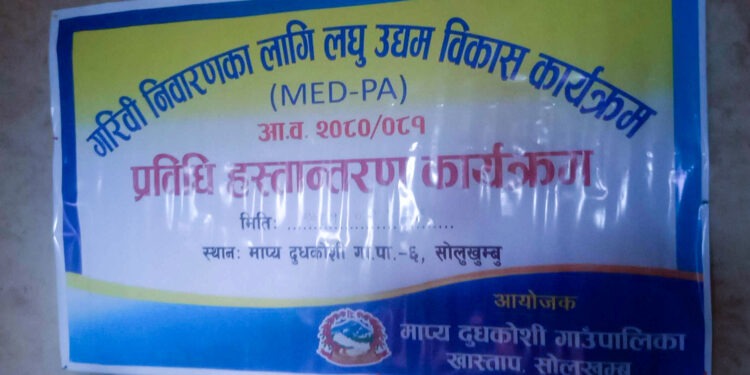 गरिवी निवारणका लागि लघु उद्यम विकास कार्यक्रम
(MED-PA)
आ.व. २०८०/०८१
प्रतिधि हस्तान्तरण कार्यक्रम
मिति: ..............................
स्थान: माप्य दुधकोशी गा.पा.-६, सोलुखुम्बु
आयोजक
माप्य दुधकोशी गाउँपालिका
खास्ताप, सोलुखुम्बु